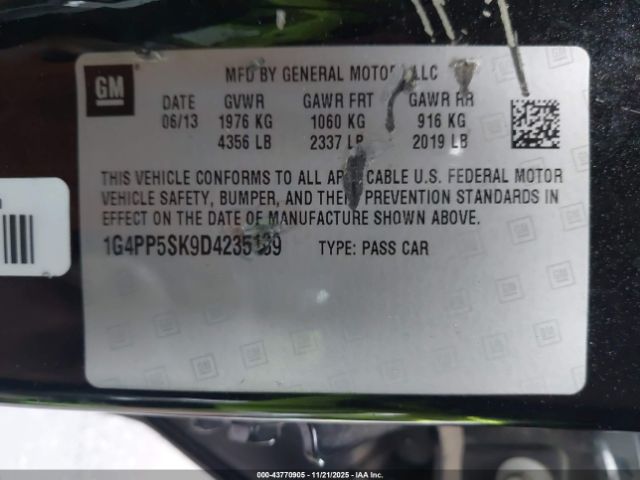 GM
MFD BY GENERAL MOTORS LLC
DATE GVWR GAWR FRT GAWR RR
06/13 1976 KG 1060 KG 916 KG
4356 LB 2337 LB 2019 LB
THIS VEHICLE CONFORMS TO ALL APPLICABLE U.S. FEDERAL MOTOR
VEHICLE SAFETY, BUMPER, AND THEFT PREVENTION STANDARDS IN
EFFECT ON THE DATE OF MANUFACTURE SHOWN ABOVE.
1G4PP5SK9D4235139 TYPE: PASS CAR
(000-43770905 - 11/21/2025 - IAA.